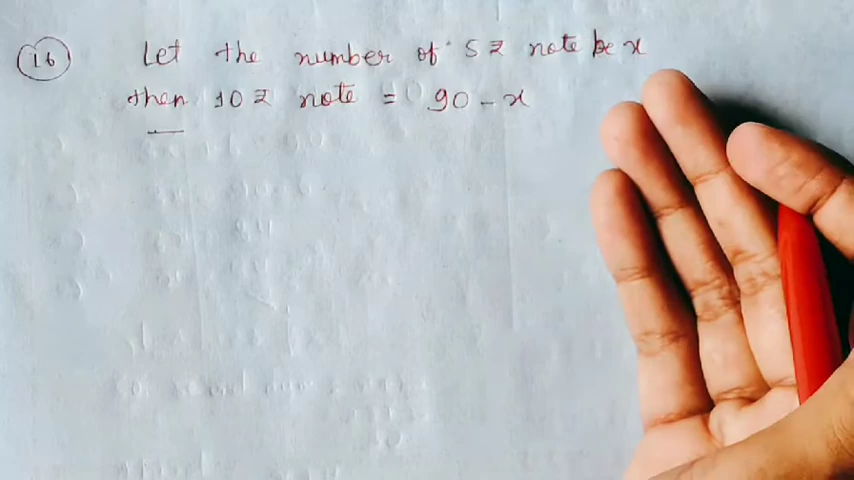 16 Let the number of 5 ₹ note be x
then 10 ₹ note = 90 - x